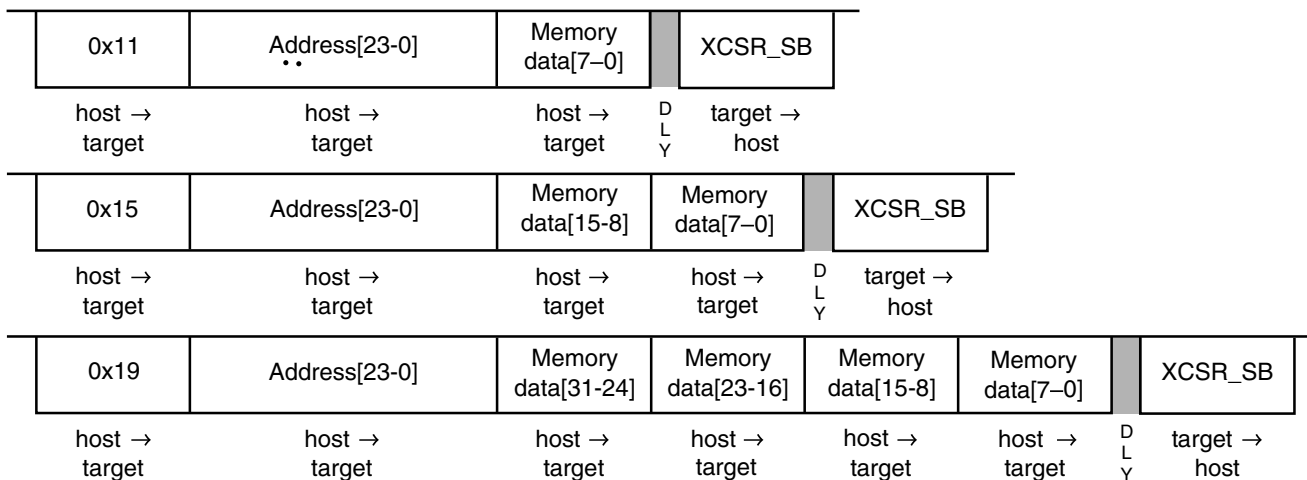 0x11 Address[23-0] Memory data[7–0] XCSR_SB
host → target host → target host → target D L Y target → host
0x15 Address[23-0] Memory data[15-8] Memory data[7–0] XCSR_SB
host → target host → target host → target host → target D L Y target → host
0x19 Address[23-0] Memory data[31-24] Memory data[23-16] Memory data[15-8] Memory data[7–0] XCSR_SB
host → target host → target host → target host → target host → target host → target D L Y target → host